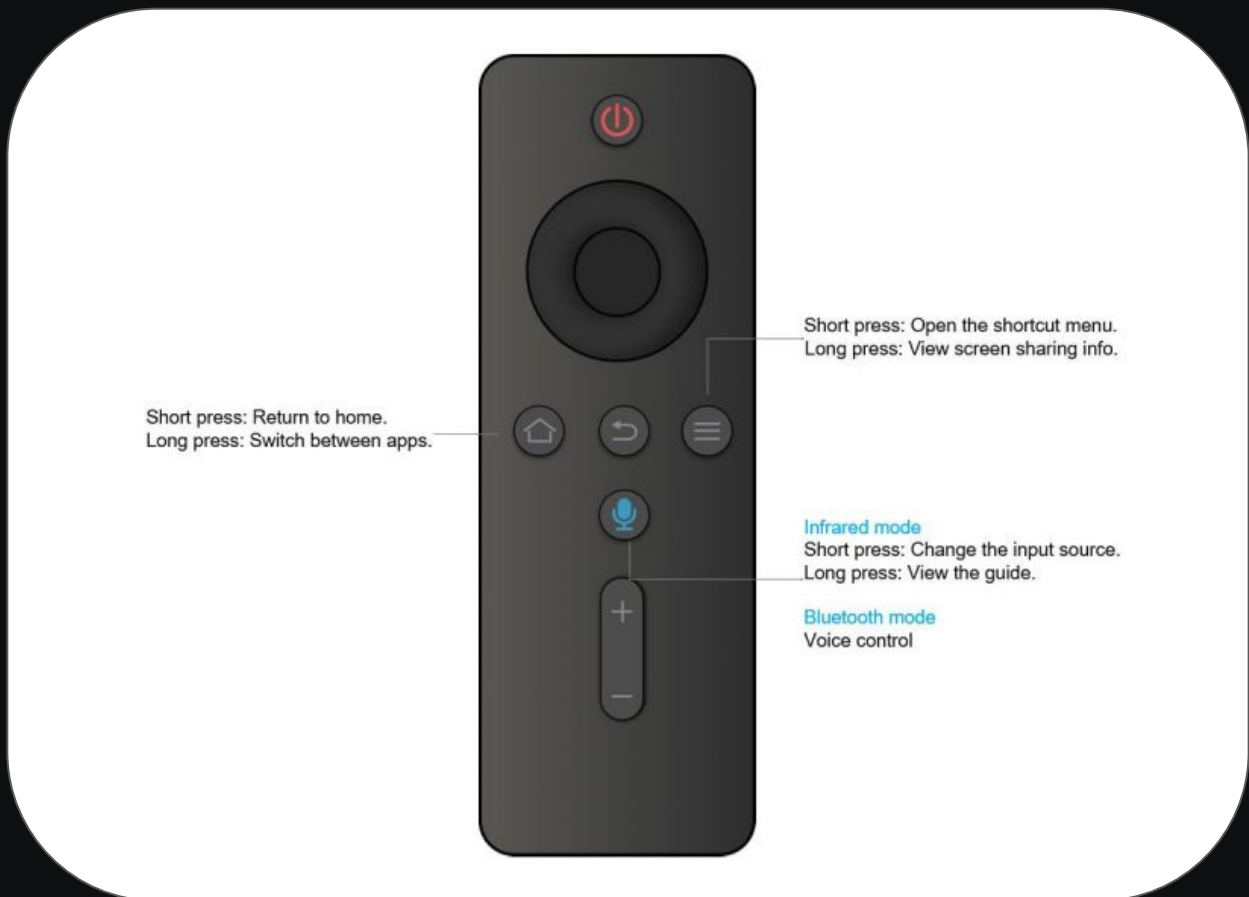 Short press: Open the shortcut menu.
Long press: View screen sharing info.
Short press: Return to home.
Long press: Switch between apps.
Infrared mode
Short press: Change the input source.
Long press: View the guide.
Bluetooth mode
Voice control